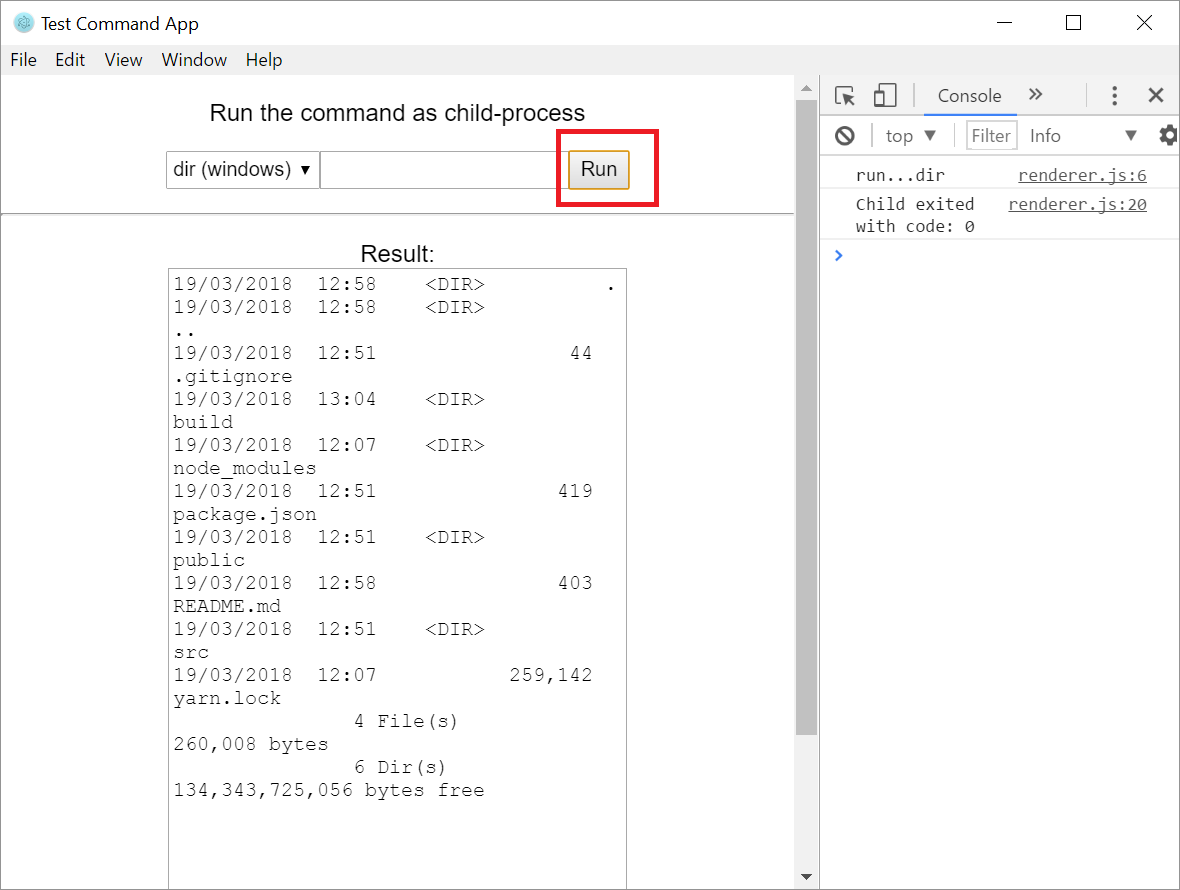 Test Command App
File Edit View Window Help
Run the command as child-process
dir (windows) Run
Result:
19/03/2018  12:58    <DIR>          .
19/03/2018  12:58    <DIR>
..
19/03/2018  12:51                44
.gitignore
19/03/2018  13:04    <DIR>
build
19/03/2018  12:07    <DIR>
node_modules
19/03/2018  12:51               419
package.json
19/03/2018  12:51    <DIR>
public
19/03/2018  12:58               403
README.md
19/03/2018  12:51    <DIR>
src
19/03/2018  12:07           259,142
yarn.lock
               4 File(s)
260,008 bytes
               6 Dir(s)
134,343,725,056 bytes free
Console
top Filter Info
run...dir renderer.js:6
Child exited renderer.js:20
with code: 0